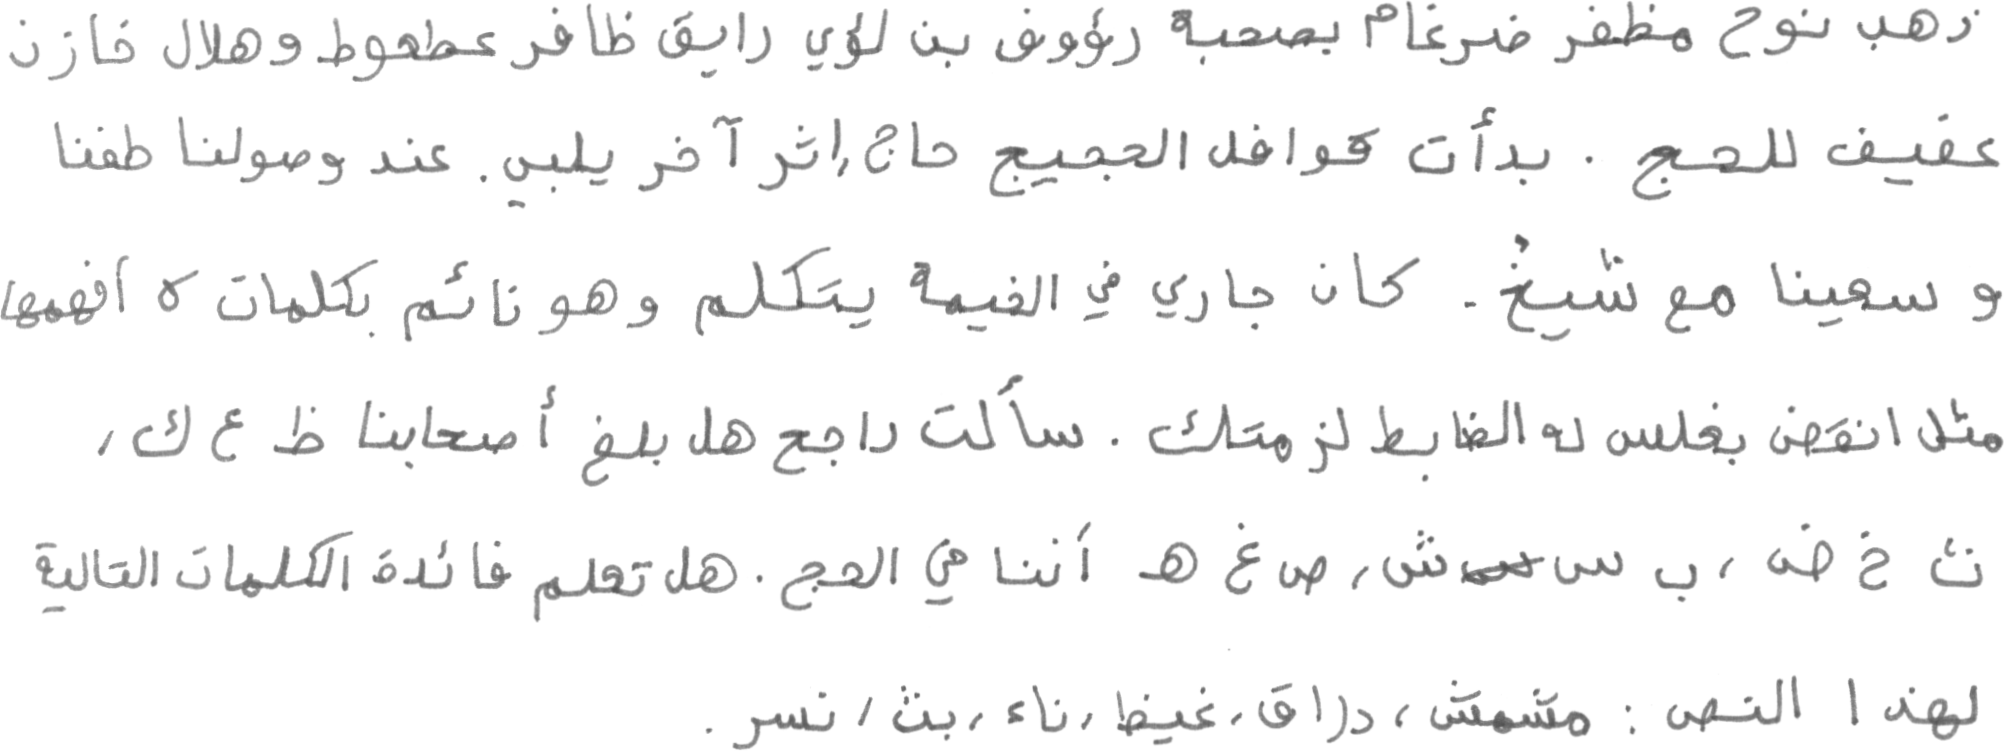 ذهب نوح مظفر ضرغام بصحبة رؤوف بن لؤي رايق ظافر عطعوط وهلال خازن
عفيف للحج . بدأت قوافل الحجيج حاج إثر آخر يلبي . عند وصولنا طفنا
و سعينا مع شيخ . كان جاري في الخيمة يتكلم وهو نائم بكلمات لا أفهمها
مثل انقض بغلس له الضابط لزمتك . سألت راجح هل بلغ أصحابنا ظ ع ك ،
ث خ ض ، ب س ش ، ص غ هـ أننا في الحج . هل تعلم فائدة الكلمات التالية
لهذا النص : مشمش ، دراق ، غيظ ، ناء ، بث ، نسر .